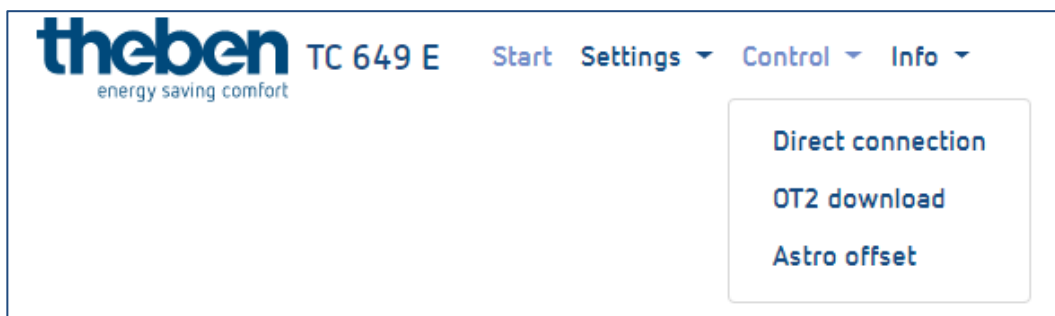 theben TC 649 E Start Settings Control Info
energy saving comfort
Direct connection
OT2 download
Astro offset